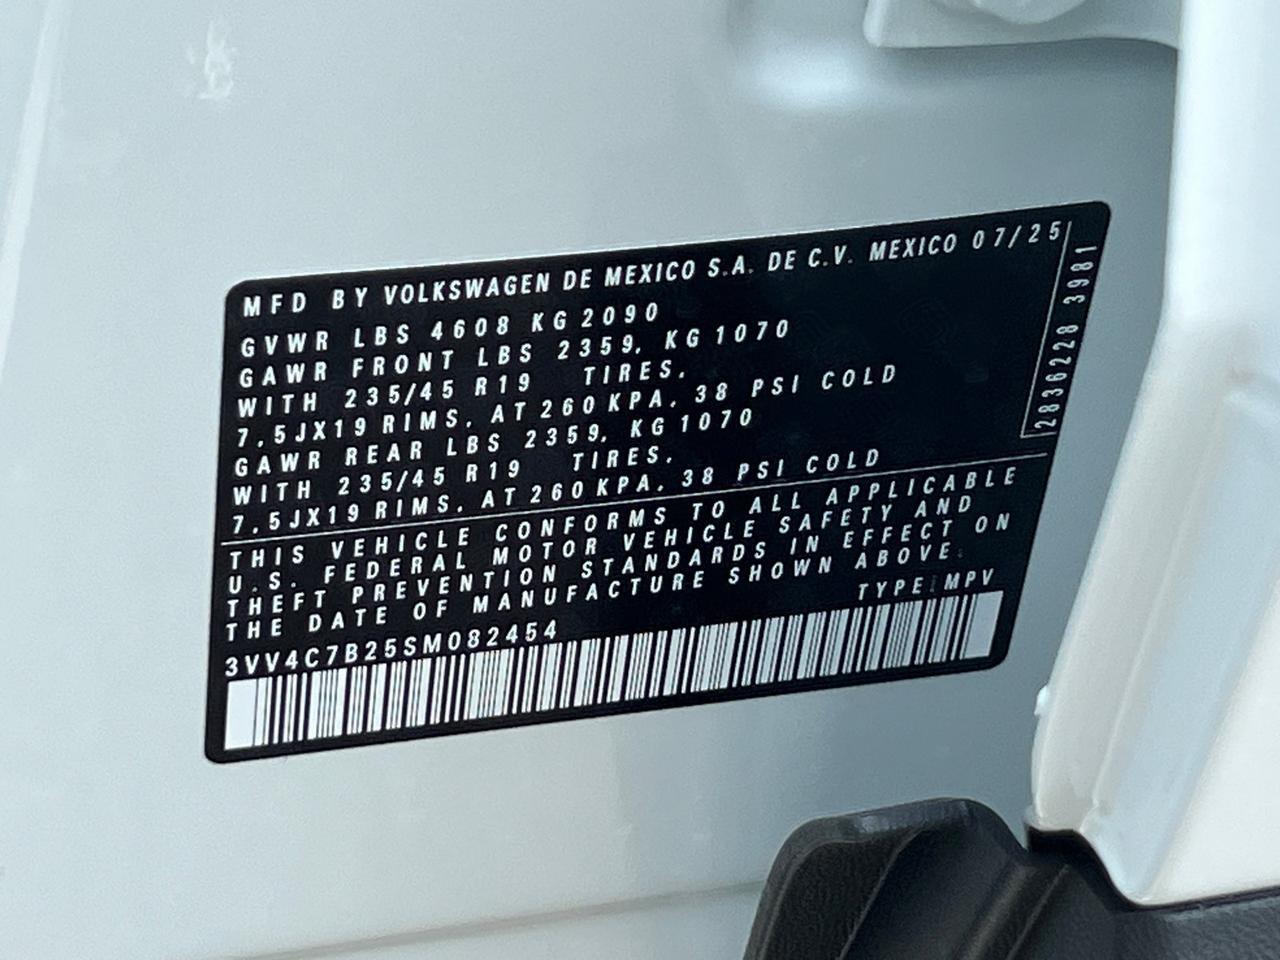 MFD BY VOLKSWAGEN DE MEXICO S.A. DE C.V. MEXICO 07/25
GVWR LBS 4608 KG 2090
GAWR FRONT LBS 2359, KG 1070
WITH 235/45 R19 TIRES,
7,5JX19 RIMS, AT 260 KPA, 38 PSI COLD
GAWR REAR LBS 2359, KG 1070
WITH 235/45 R19 TIRES,
7,5JX19 RIMS, AT 260 KPA, 38 PSI COLD
2836228 3981
THIS VEHICLE CONFORMS TO ALL APPLICABLE
U.S. FEDERAL MOTOR VEHICLE SAFETY AND
THEFT PREVENTION STANDARDS IN EFFECT ON
THE DATE OF MANUFACTURE SHOWN ABOVE.
TYPE: MPV
3VV4C7B25SM082454